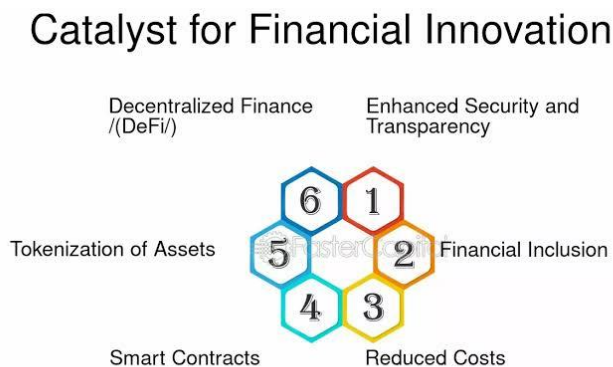 Catalyst for Financial Innovation
Decentralized Finance
/(DeFi/)
Enhanced Security and
Transparency
6
1
Tokenization of Assets
5
FasterCapital
2
Financial Inclusion
4
3
Smart Contracts
Reduced Costs